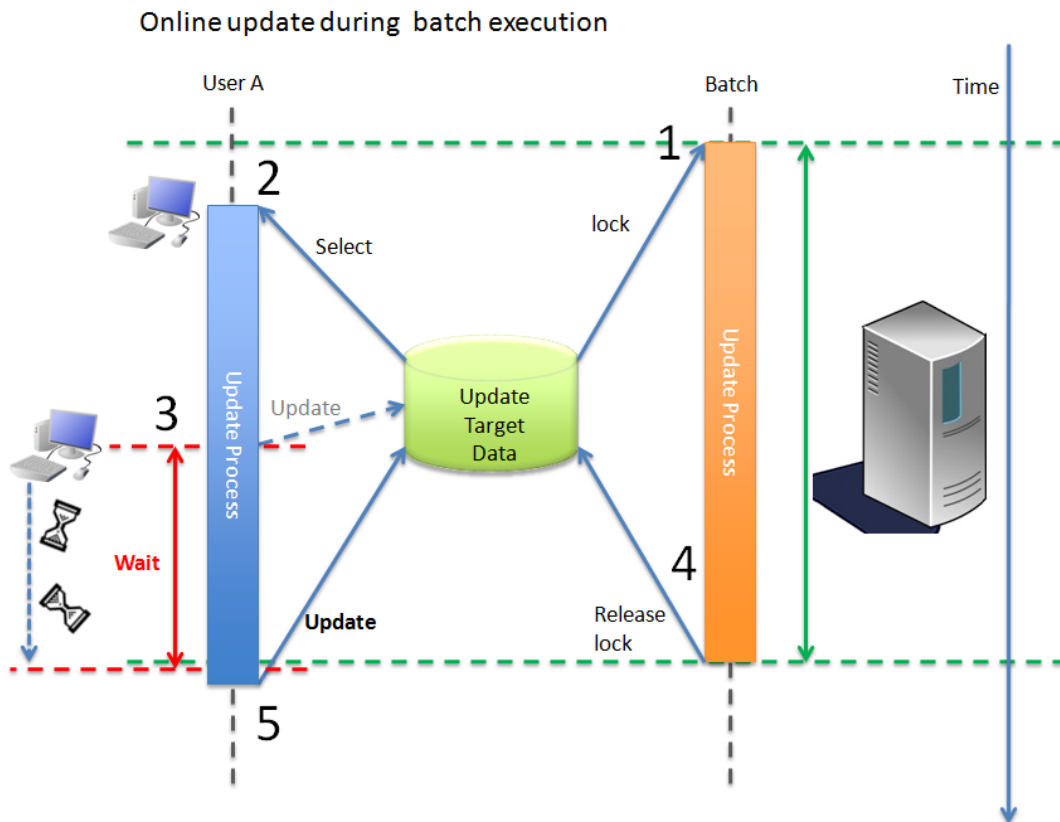 Online update during batch execution
User A
Batch
Time
1
2
Select
lock
Update Process
Update Process
3
Update
Update
Target
Data
Wait
4
Update
Release
lock
5